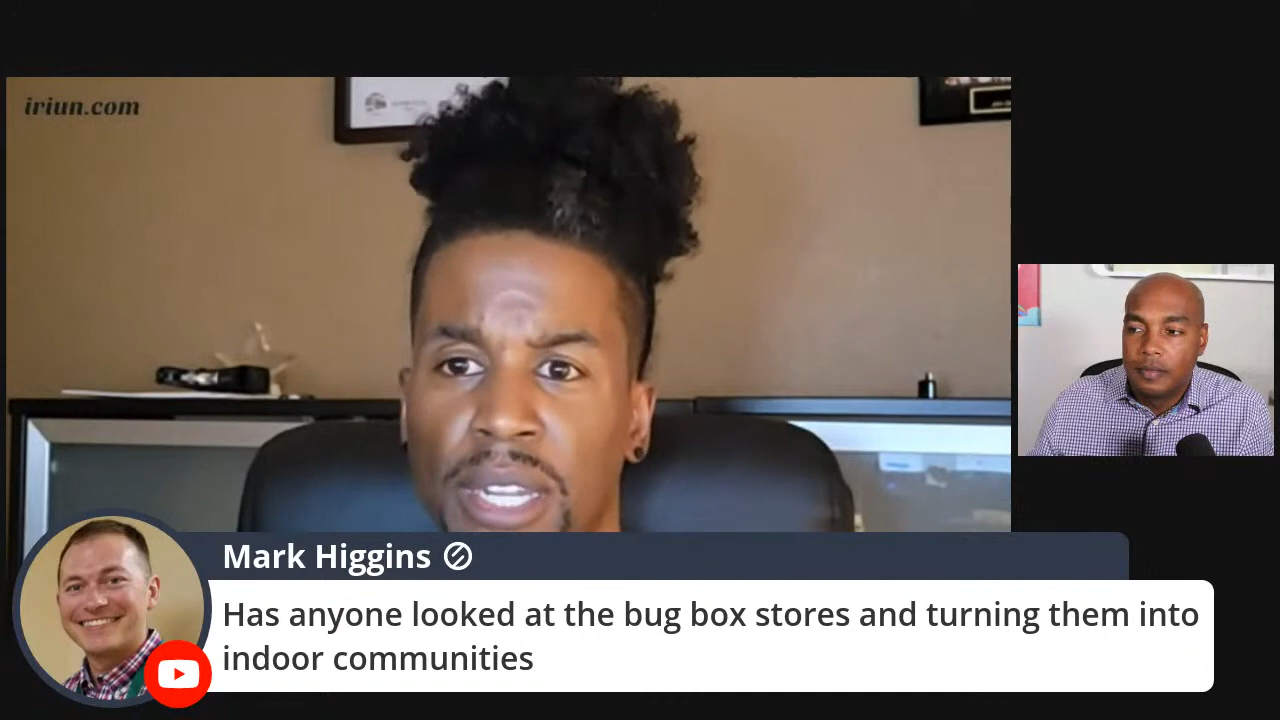 iriun.com
Mark Higgins
Has anyone looked at the bug box stores and turning them into
indoor communities